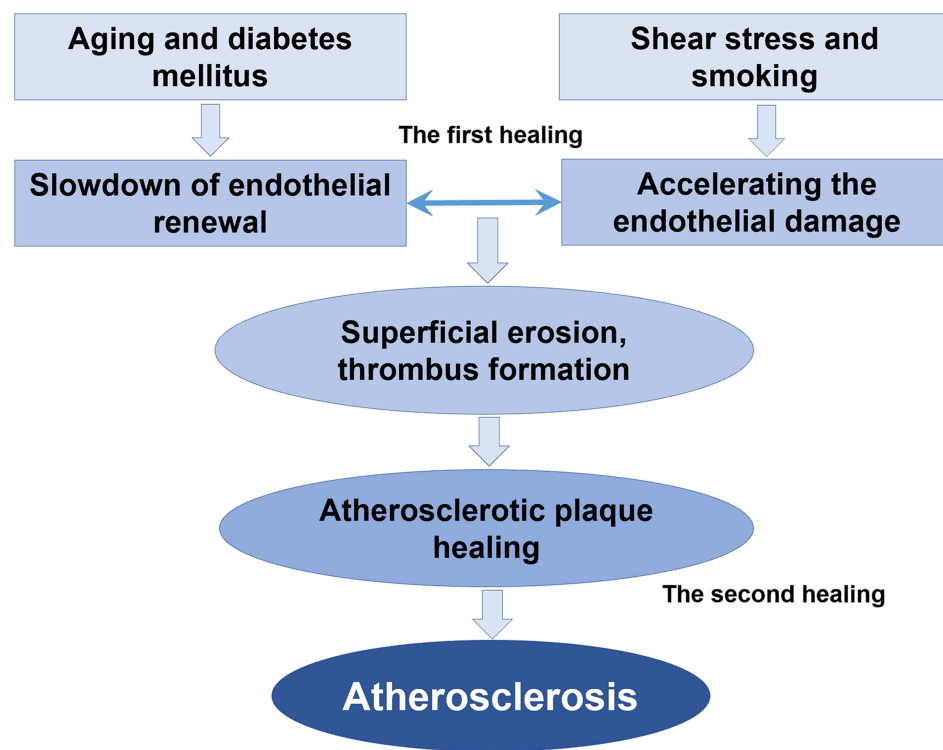 Aging and diabetes
mellitus
Shear stress and
smoking
The first healing
Slowdown of endothelial
renewal
Accelerating the
endothelial damage
Superficial erosion,
thrombus formation
Atherosclerotic plaque
healing
The second healing
Atherosclerosis